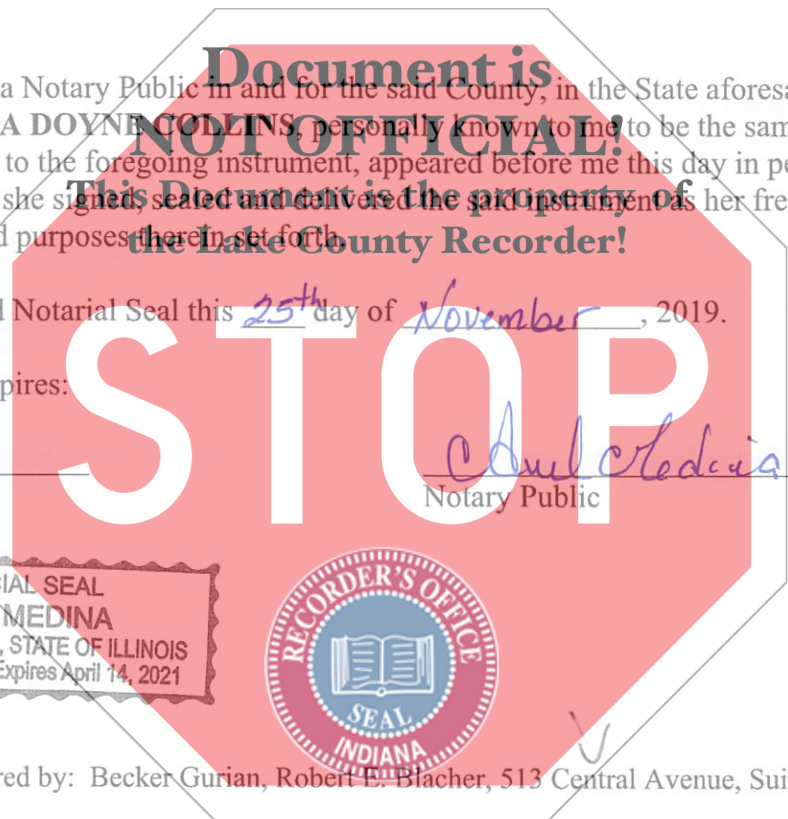 Document is
a Notary Public in and for the said County, in the State aforesa
NOT OFFICIAL!
A DOYNE COLLINS, personally known to me to be the sam
to the foregoing instrument, appeared before me this day in pe
This Document is the property of
she signed, sealed and delivered the said instrument as her fre
the Lake County Recorder!
d purposes therein set forth.
d Notarial Seal this 25th day of November, 2019.
pires:
STOP
Medina
Notary Public
CIAL SEAL
MEDINA
, STATE OF ILLINOIS
Expires April 14, 2021
RECORDER'S OFFICE
SEAL
INDIANA
red by: Becker Gurian, Robert E. Blacher, 513 Central Avenue, Sui